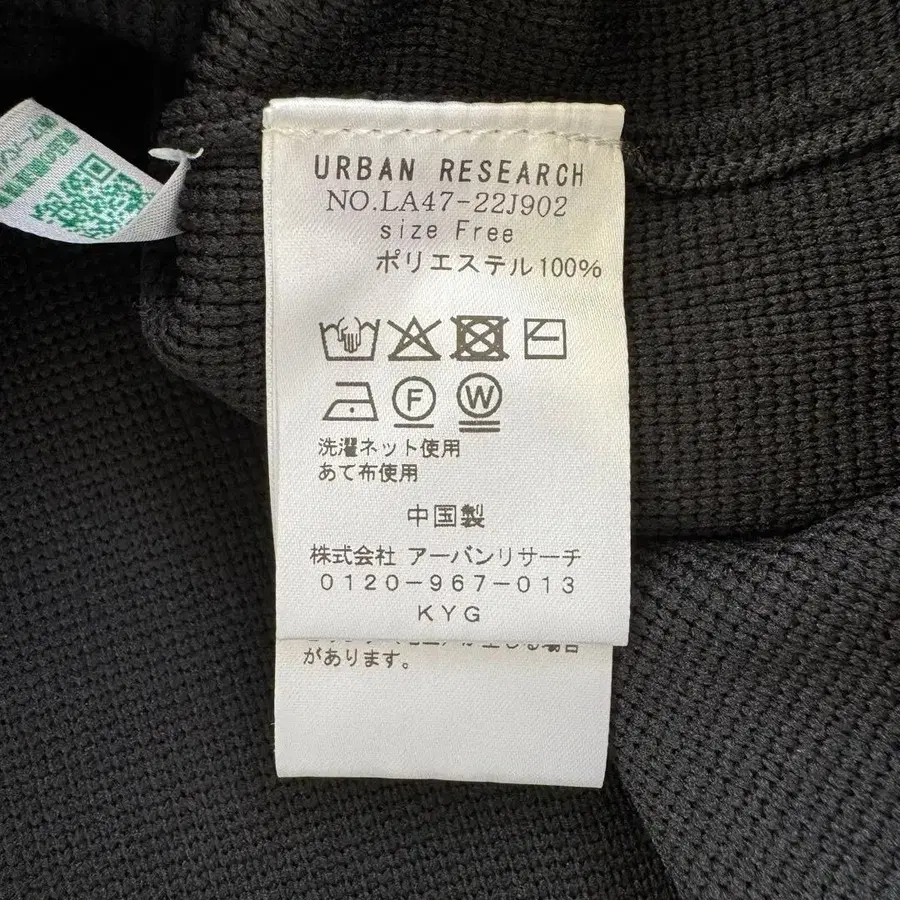 URBAN RESEARCH
NO.LA47-22J902
size Free
ポリエステル100%
F W
洗濯ネット使用
あて布使用
中国製
株式会社 アーバンリサーチ
0120-967-013
KYG
場合
があります。